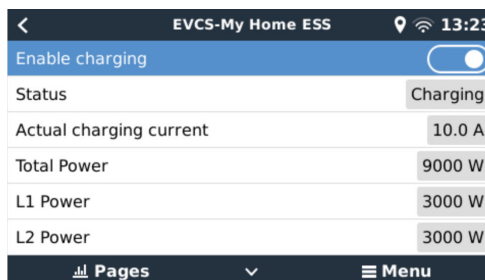 EVCS-My Home ESS 13:23
Enable charging
Status Charging
Actual charging current 10.0 A
Total Power 9000 W
L1 Power 3000 W
L2 Power 3000 W
Pages Menu